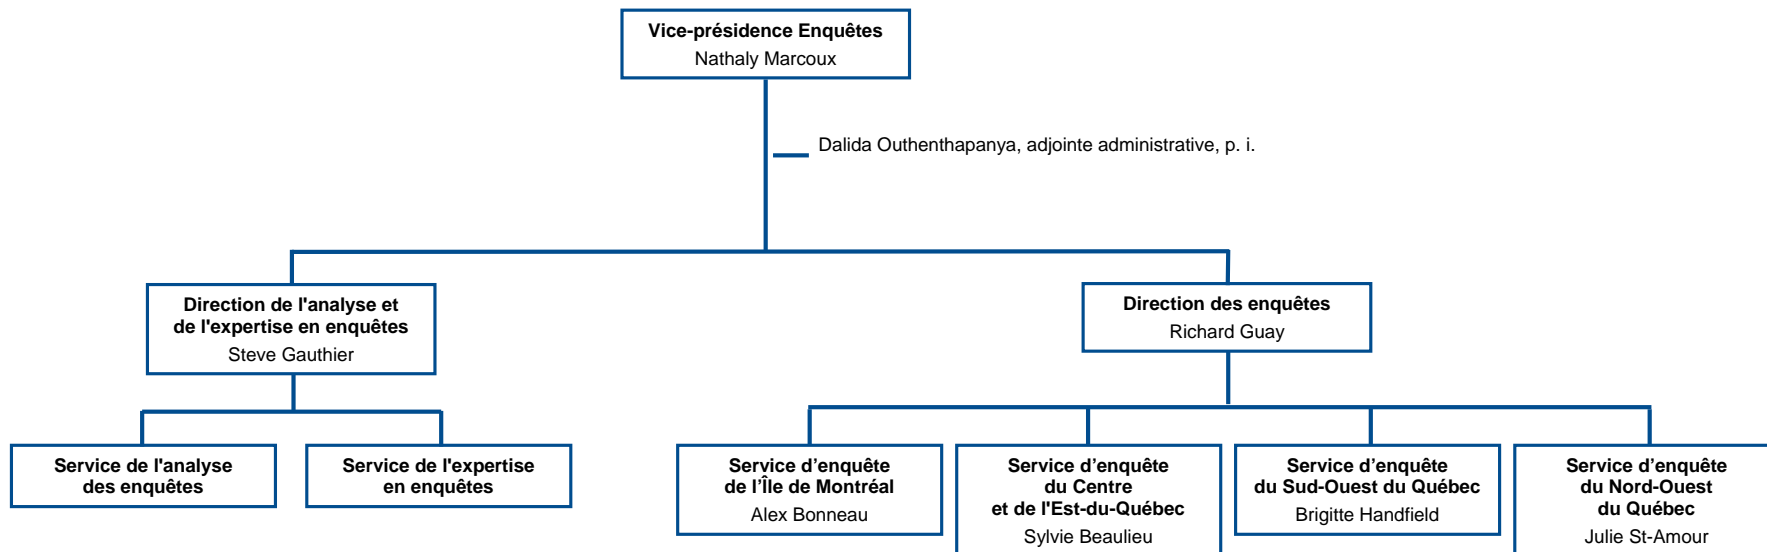 Vice-présidence Enquêtes
Nathaly Marcoux
Dalida Outhenthapanya, adjointe administrative, p. i.
Direction de l'analyse et
de l'expertise en enquêtes
Steve Gauthier
Direction des enquêtes
Richard Guay
Service de l'analyse
des enquêtes
Service de l'expertise
en enquêtes
Service d’enquête
de l’Île de Montréal
Alex Bonneau
Service d’enquête
du Centre
et de l'Est-du-Québec
Sylvie Beaulieu
Service d’enquête
du Sud-Ouest du Québec
Brigitte Handfield
Service d’enquête
du Nord-Ouest
du Québec
Julie St-Amour